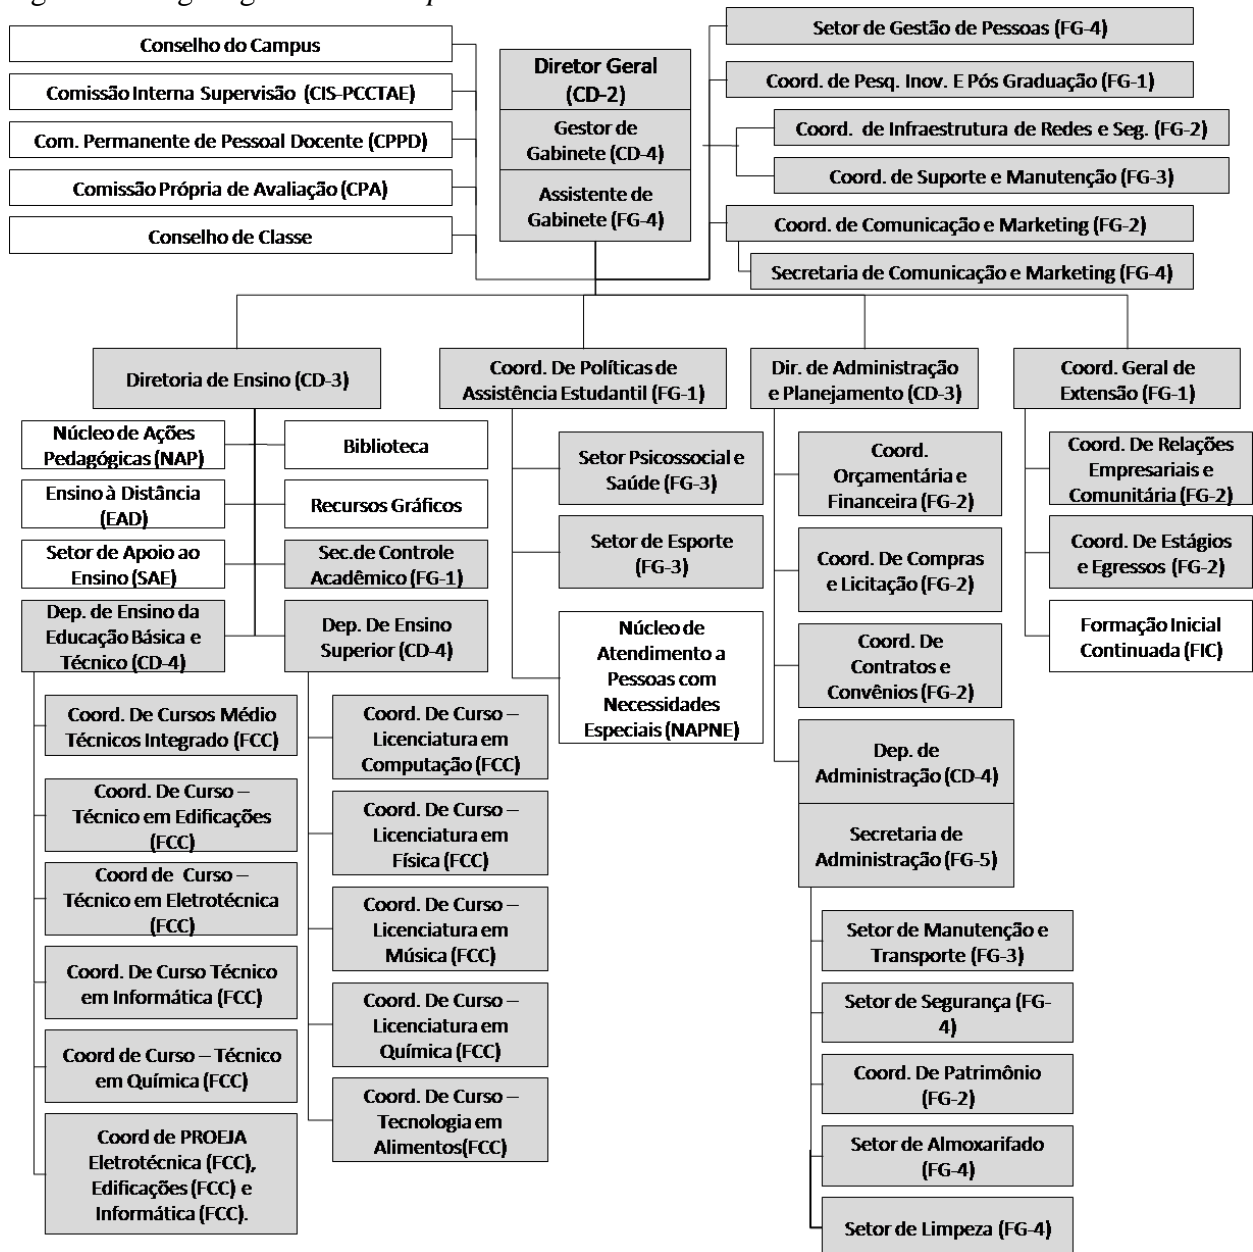 Conselho do Campus
Comissão Interna Supervisão (CIS-PCCTAE)
Com. Permanente de Pessoal Docente (CPPD)
Comissão Própria de Avaliação (CPA)
Conselho de Classe
Diretor Geral
(CD-2)
Gestor de
Gabinete (CD-4)
Assistente de
Gabinete (FG-4)
Setor de Gestão de Pessoas (FG-4)
Coord. de Pesq. Inov. E Pós Graduação (FG-1)
Coord. de Infraestrutura de Redes e Seg. (FG-2)
Coord. de Suporte e Manutenção (FG-3)
Coord. de Comunicação e Marketing (FG-2)
Secretaria de Comunicação e Marketing (FG-4)
Diretoria de Ensino (CD-3)
Núcleo de Ações
Pedagógicas (NAP)
Biblioteca
Ensino à Distância
(EAD)
Recursos Gráficos
Setor de Apoio ao
Ensino (SAE)
Sec.de Controle
Acadêmico (FG-1)
Dep. de Ensino da
Educação Básica e
Técnico (CD-4)
Dep. De Ensino
Superior (CD-4)
Coord. De Cursos Médio
Técnicos Integrado (FCC)
Coord. De Curso –
Técnico em Edificações
(FCC)
Coord de Curso –
Técnico em Eletrotécnica
(FCC)
Coord. De Curso Técnico
em Informática (FCC)
Coord de Curso – Técnico
em Química (FCC)
Coord de PROEJA
Eletrotécnica (FCC),
Edificações (FCC) e
Informática (FCC).
Coord. De Curso –
Licenciatura em
Computação (FCC)
Coord. De Curso –
Licenciatura em
Física (FCC)
Coord. De Curso –
Licenciatura em
Música (FCC)
Coord. De Curso –
Licenciatura em
Química (FCC)
Coord. De Curso –
Tecnologia em
Alimentos(FCC)
Coord. De Políticas de
Assistência Estudantil (FG-1)
Setor Psicossocial e
Saúde (FG-3)
Setor de Esporte
(FG-3)
Núcleo de
Atendimento a
Pessoas com
Necessidades
Especiais (NAPNE)
Dir. de Administração
e Planejamento (CD-3)
Coord.
Orçamentária e
Financeira (FG-2)
Coord. De Compras
e Licitação (FG-2)
Coord. De
Contratos e
Convênios (FG-2)
Dep. de
Administração (CD-4)
Secretaria de
Administração (FG-5)
Setor de Manutenção e
Transporte (FG-3)
Setor de Segurança (FG-
4)
Coord. De Patrimônio
(FG-2)
Setor de Almoxarifado
(FG-4)
Setor de Limpeza (FG-4)
Coord. Geral de
Extensão (FG-1)
Coord. De Relações
Empresariais e
Comunitária (FG-2)
Coord. De Estágios
e Egressos (FG-2)
Formação Inicial
Continuada (FIC)